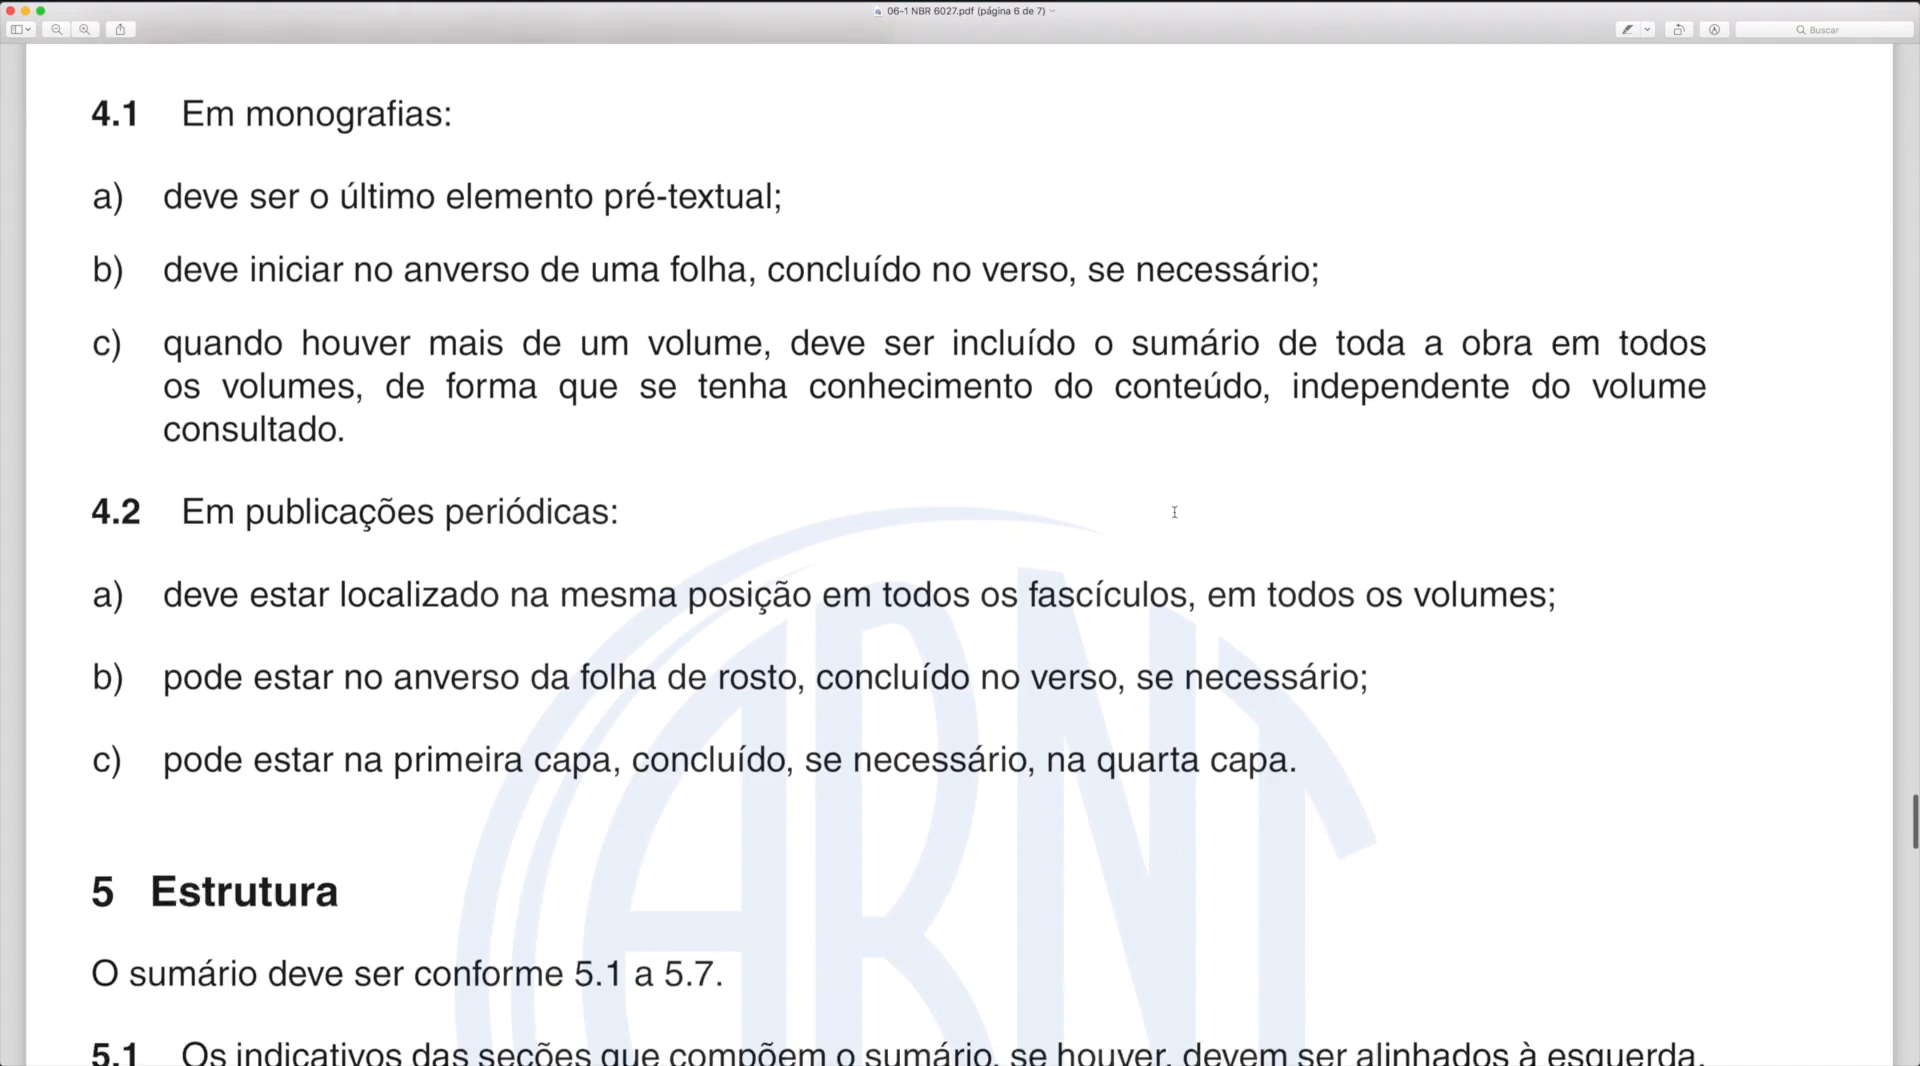 06-1 NBR 6027.pdf (página 6 de 7)
Buscar
4.1 Em monografias:
a) deve ser o último elemento pré-textual;
b) deve iniciar no anverso de uma folha, concluído no verso, se necessário;
c) quando houver mais de um volume, deve ser incluído o sumário de toda a obra em todos
os volumes, de forma que se tenha conhecimento do conteúdo, independente do volume
consultado.
4.2 Em publicações periódicas:
a) deve estar localizado na mesma posição em todos os fascículos, em todos os volumes;
b) pode estar no anverso da folha de rosto, concluído no verso, se necessário;
c) pode estar na primeira capa, concluído, se necessário, na quarta capa.
5 Estrutura
O sumário deve ser conforme 5.1 a 5.7.
5.1 Os indicativos das seções que compõem o sumário, se houver, devem ser alinhados à esquerda,
ABNT